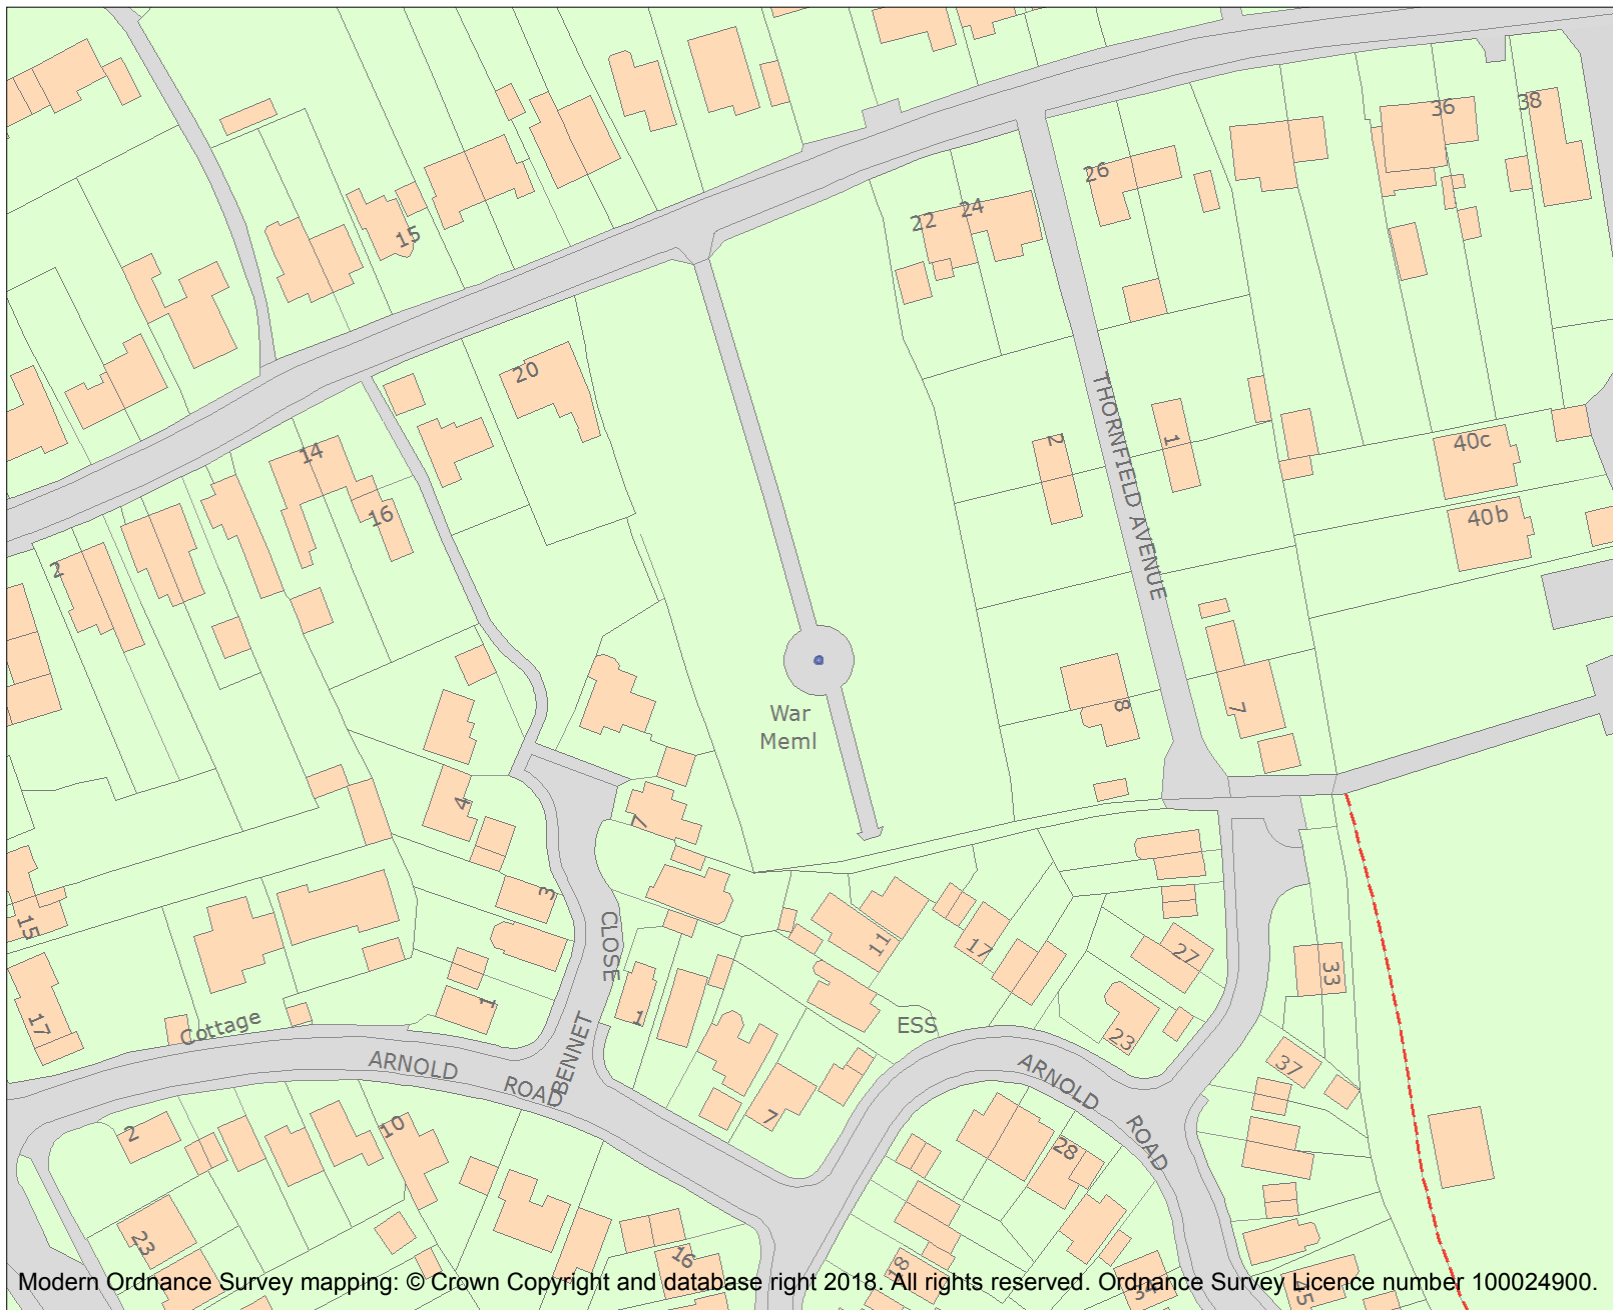 36
38
26
15
24
22
20
THORNFIELD AVENUE
2
1
40c
14
16
40b
2
8
7
War
Meml
4
7
3
15
CLOSE
11
17
27
33
1
1
17
Cottage
ESS
23
BENNET
ARNOLD
ROAD
ARNOLD
ROAD
37
7
2
10
28
23
16
18
34
45
Modern Ordnance Survey mapping: © Crown Copyright and database right 2018. All rights reserved. Ordnance Survey Licence number 100024900.